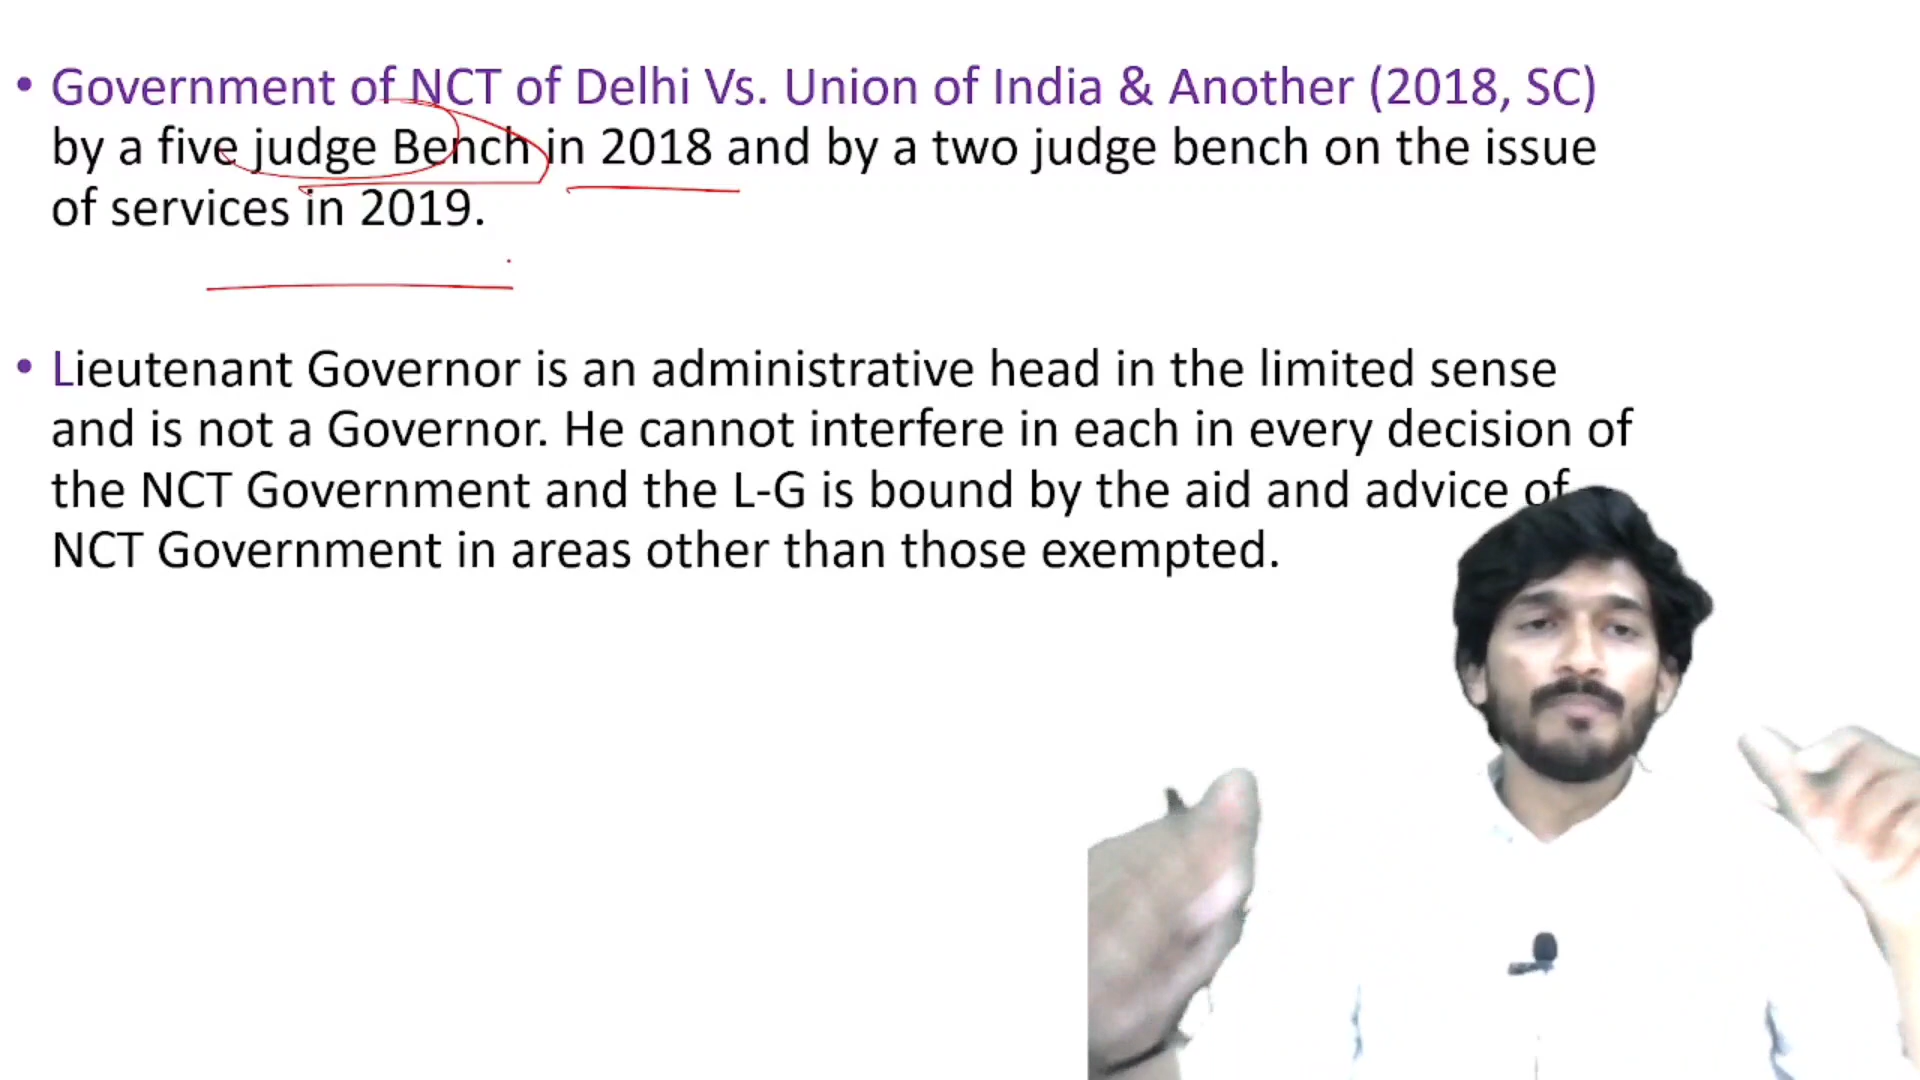 • Government of NCT of Delhi Vs. Union of India & Another (2018, SC)
by a five judge Bench in 2018 and by a two judge bench on the issue
of services in 2019.
• Lieutenant Governor is an administrative head in the limited sense
and is not a Governor. He cannot interfere in each in every decision of
the NCT Government and the L-G is bound by the aid and advice of
NCT Government in areas other than those exempted.